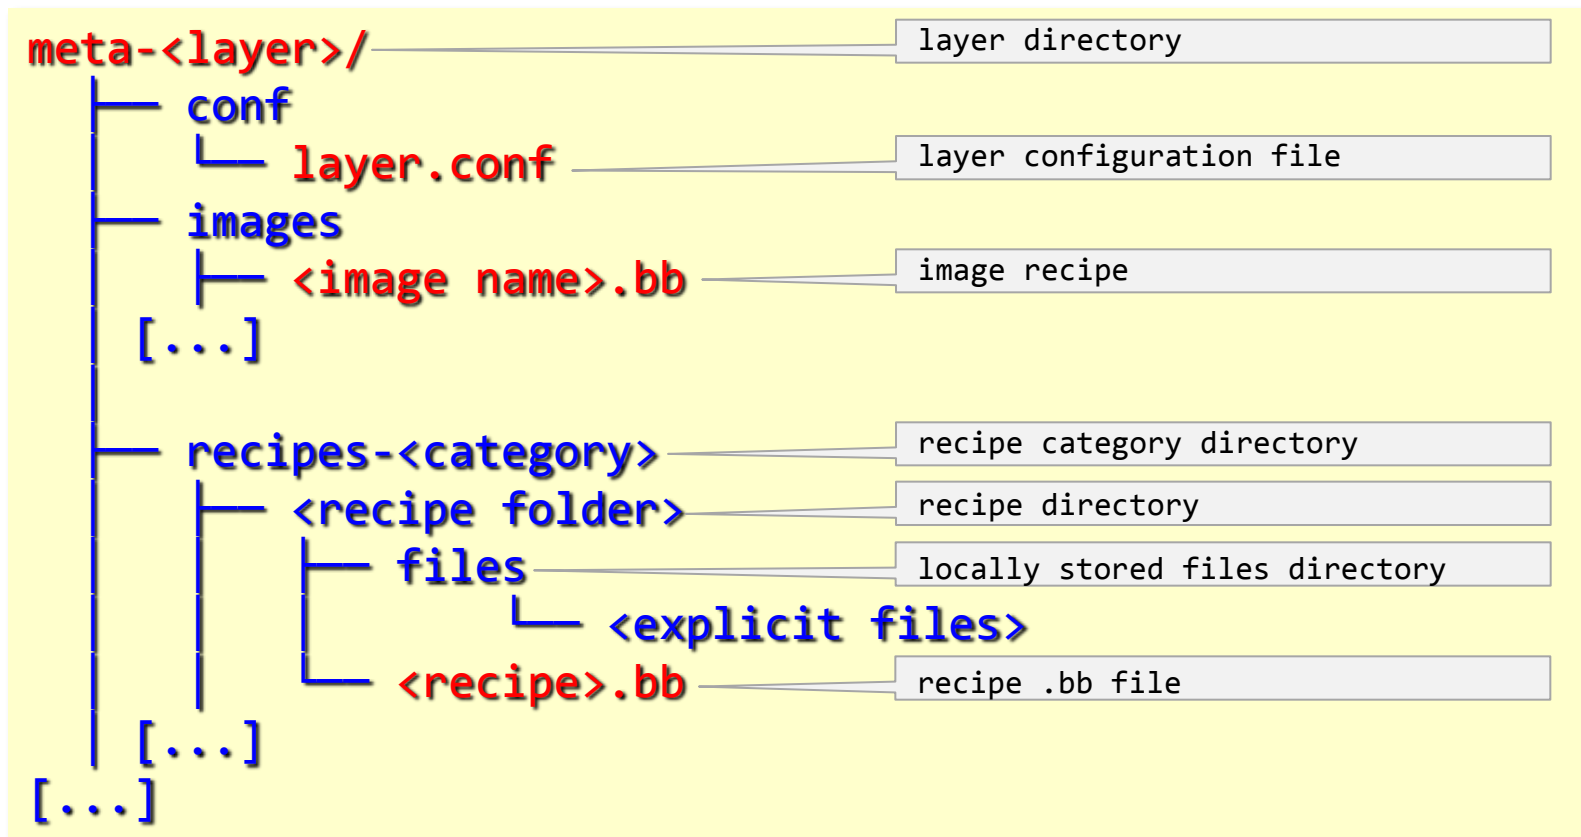 meta-<layer>/ layer directory
├── conf
│   └── layer.conf layer configuration file
├── images
│   ├── <image name>.bb image recipe
│ [...]
│
├── recipes-<category> recipe category directory
│   ├── <recipe folder> recipe directory
│   │   ├── files locally stored files directory
│   │   │       └── <explicit files>
│   │   └── <recipe>.bb recipe .bb file
│ [...]
[...]